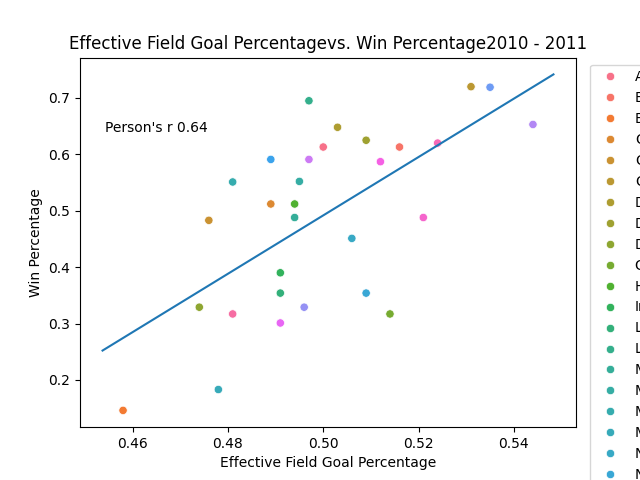 Effective Field Goal Percentagevs. Win Percentage2010 - 2011
Person's r 0.64
Win Percentage
0.7
0.6
0.5
0.4
0.3
0.2
0.46 0.48 0.50 0.52 0.54
Effective Field Goal Percentage